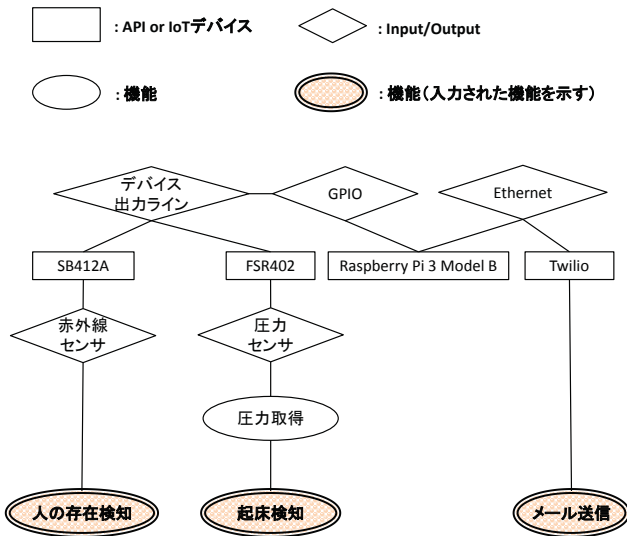 : API or IoTデバイス
: Input/Output
: 機能
: 機能(入力された機能を示す)
デバイス
出力ライン
GPIO
Ethernet
SB412A
FSR402
Raspberry Pi 3 Model B
Twilio
赤外線
センサ
圧力
センサ
圧力取得
人の存在検知
起床検知
メール送信